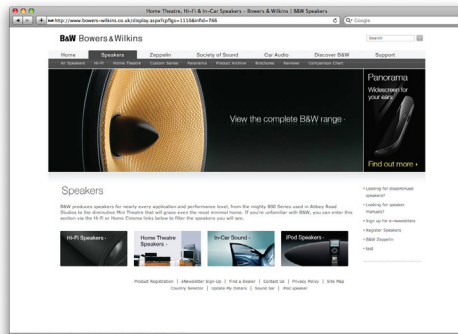 Home Theatre, Hi-Fi & In-Car Speakers - Bowers & Wilkins | B&W Speakers
http://www.bowers-wilkins.co.uk/display.aspx?cpfigs=1110&infid=766
Google
B&W Bowers & Wilkins
Search
Home
Speakers
Zeppelin
Society of Sound
Car Audio
Discover B&W
Support
All Speakers
Hi-Fi
Home Theatre
Custom Series
Panorama
Product Archive
Brochures
Reviews
Comparison Chart
View the complete B&W range
Panorama
Widescreen for
your ears.
Find out more
Speakers
B&W produces speakers for nearly every application and performance level, from the mighty 800 Series used in Abbey Road
Studios to the diminutive Mini Theatre that will grace even the most minimal home. If you're unfamiliar with B&W, you can enter this
section via the Hi-Fi or Home Cinema links below to filter the speakers you will see.
Looking for discontinued
speakers?
Looking for speaker
manuals?
Sign up for e-newsletters
Register Speakers
B&W Zeppelin
test
Hi-Fi Speakers
Home Theatre
Speakers
In-Car Sound
iPod Speakers
Product Registration | eNewsletter Sign-Up | Find a Dealer | Contact Us | Privacy Policy | Site Map
Country Selector | Update My Details | Sound bar | iPod speaker